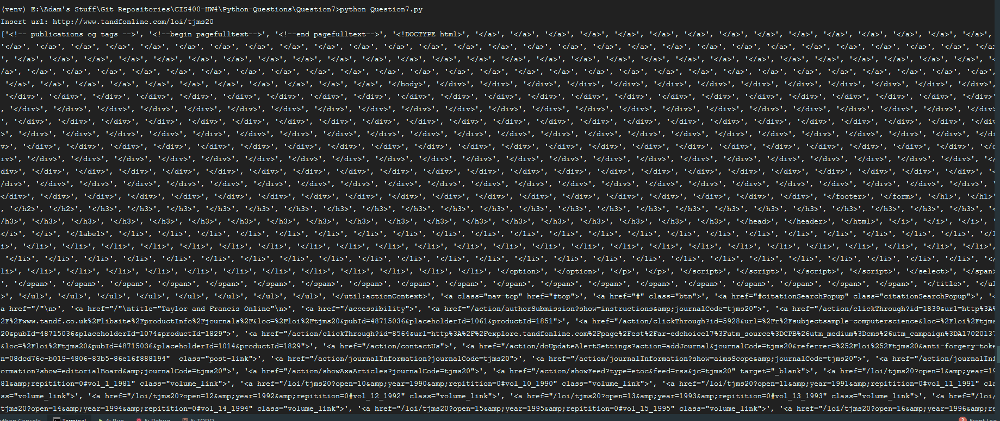 (venv) E:\Adam's Stuff\Git Repositories\CIS400-HW4\Python-Questions\Question7>python Question7.py
Insert url: http://www.tandfonline.com/loi/tjms20
['<!-- publications og tags -->', '<!--begin pagefulltext-->', '<!--end pagefulltext-->', '<!DOCTYPE html>', '</a>', '</a>', '</a>', '</a>', '</a>', '</a>', '</a>', '</a>', '</a>', '</a>', '</a>', '</a>', '</a>', '</a>', '</a>',
'</a>', '</a>', '</a>', '</a>', '</a>', '</a>', '</a>', '</a>', '</a>', '</a>', '</a>', '</a>', '</a>', '</a>', '</a>', '</a>', '</a>', '</a>', '</a>', '</a>', '</a>', '</a>', '</a>', '</a>', '</a>', '</a>', '</a>', '</a>', '</a>
', '</a>', '</a>', '</a>', '</a>', '</a>', '</a>', '</a>', '</a>', '</a>', '</a>', '</a>', '</a>', '</a>', '</a>', '</a>', '</a>', '</a>', '</a>', '</a>', '</a>', '</a>', '</a>', '</a>', '</a>', '</a>', '</a>', '</a>', '</a>', '<
/a>', '</a>', '</a>', '</a>', '</a>', '</a>', '</a>', '</a>', '</a>', '</a>', '</a>', '</a>', '</a>', '</a>', '</a>', '</a>', '</a>', '</a>', '</a>', '</a>', '</a>', '</a>', '</a>', '</a>', '</a>', '</a>', '</a>', '</a>', '</a>',
'</a>', '</a>', '</a>', '</a>', '</a>', '</a>', '</a>', '</a>', '</a>', '</a>', '</a>', '</body>', '</div>', '</div>', '</div>', '</div>', '</div>', '</div>', '</div>', '</div>', '</div>', '</div>', '</div>', '</div>', '</div>',
'</div>', '</div>', '</div>', '</div>', '</div>', '</div>', '</div>', '</div>', '</div>', '</div>', '</div>', '</div>', '</div>', '</div>', '</div>', '</div>', '</div>', '</div>', '</div>', '</div>', '</div>', '</div>', '</div>'
, '</div>', '</div>', '</div>', '</div>', '</div>', '</div>', '</div>', '</div>', '</div>', '</div>', '</div>', '</div>', '</div>', '</div>', '</div>', '</div>', '</div>', '</div>', '</div>', '</div>', '</div>', '</div>', '</div>
', '</div>', '</div>', '</div>', '</div>', '</div>', '</div>', '</div>', '</div>', '</div>', '</div>', '</div>', '</div>', '</div>', '</div>', '</div>', '</div>', '</div>', '</div>', '</div>', '</div>', '</div>', '</div>', '</div
>', '</div>', '</div>', '</div>', '</div>', '</div>', '</div>', '</div>', '</div>', '</div>', '</div>', '</div>', '</div>', '</div>', '</div>', '</div>', '</div>', '</div>', '</div>', '</div>', '</div>', '</div>', '</div>', '</di
v>', '</div>', '</div>', '</div>', '</div>', '</div>', '</div>', '</div>', '</div>', '</div>', '</div>', '</div>', '</div>', '</div>', '</div>', '</div>', '</div>', '</div>', '</div>', '</div>', '</div>', '</div>', '</div>', '</d
iv>', '</div>', '</div>', '</div>', '</div>', '</div>', '</div>', '</div>', '</div>', '</div>', '</div>', '</div>', '</div>', '</div>', '</div>', '</div>', '</div>', '</div>', '</div>', '</div>', '</div>', '</div>', '</div>', '</
div>', '</div>', '</div>', '</div>', '</div>', '</div>', '</div>', '</div>', '</div>', '</div>', '</div>', '</div>', '</div>', '</div>', '</div>', '</div>', '</div>', '</div>', '</div>', '</div>', '</div>', '</div>', '</div>', '<
/div>', '</div>', '</div>', '</div>', '</div>', '</div>', '</div>', '</div>', '</div>', '</div>', '</div>', '</div>', '</div>', '</div>', '</div>', '</div>', '</div>', '</div>', '</div>', '</div>', '</div>', '</div>', '</div>', '
</div>', '</div>', '</div>', '</div>', '</div>', '</div>', '</div>', '</div>', '</div>', '</div>', '</div>', '</div>', '</div>', '</div>', '</div>', '</div>', '</div>', '</div>', '</div>', '</footer>', '</form>', '</h1>', '</h1>'
, '</h2>', '</h2>', '</h3>', '</h3>', '</h3>', '</h3>', '</h3>', '</h3>', '</h3>', '</h3>', '</h3>', '</h3>', '</h3>', '</h3>', '</h3>', '</h3>', '</h3>', '</h3>', '</h3>', '</h3>', '</h3>', '</h3>', '</h3>', '</h3>', '</h3>', '<
/h3>', '</h3>', '</h3>', '</h3>', '</h3>', '</h3>', '</h3>', '</h3>', '</h3>', '</h3>', '</h3>', '</h3>', '</h3>', '</h3>', '</h3>', '</h3>', '</h3>', '</h3>', '</h3>', '</head>', '</header>', '</html>', '</i>', '</i>', '</i>', '
</i>', '</i>', '</label>', '</li>', '</li>', '</li>', '</li>', '</li>', '</li>', '</li>', '</li>', '</li>', '</li>', '</li>', '</li>', '</li>', '</li>', '</li>', '</li>', '</li>', '</li>', '</li>', '</li>', '</li>', '</li>', '</l
i>', '</li>', '</li>', '</li>', '</li>', '</li>', '</li>', '</li>', '</li>', '</li>', '</li>', '</li>', '</li>', '</li>', '</li>', '</li>', '</li>', '</li>', '</li>', '</li>', '</li>', '</li>', '</li>', '</li>', '</li>', '</li>',
'</li>', '</li>', '</li>', '</li>', '</li>', '</li>', '</li>', '</li>', '</li>', '</li>', '</li>', '</li>', '</li>', '</li>', '</li>', '</li>', '</li>', '</li>', '</li>', '</li>', '</li>', '</li>', '</li>', '</li>', '</li>', '</
li>', '</li>', '</li>', '</li>', '</li>', '</li>', '</li>', '</li>', '</li>', '</li>', '</li>', '</li>', '</li>', '</option>', '</option>', '</p>', '</p>', '</script>', '</script>', '</script>', '</script>', '</select>', '</span>
', '</span>', '</span>', '</span>', '</span>', '</span>', '</span>', '</span>', '</span>', '</span>', '</span>', '</span>', '</span>', '</span>', '</span>', '</span>', '</span>', '</span>', '</span>', '</span>', '</title>', '</ul
>', '</ul>', '</ul>', '</ul>', '</ul>', '</ul>', '</ul>', '</ul>', '</ul>', '</util:actionContext>', '<a class="nav-top" href="#top">', '<a href="#" class="btn">', '<a href="#citationSearchPopup" class="citationSearchPopup">', '<
a href="/"\n>', '<a href="/"\ntitle="Taylor and Francis Online"\n>', '<a href="/accessibility">', '<a href="/action/authorSubmission?show=instructions&amp;journalCode=tjms20">', '<a href="/action/clickThrough?id=1839&url=http%3A%
2F%2Fwww.tandf.co.uk%2Flibsite%2FproductInfo%2Fjournals%2F&loc=%2Floi%2Ftjms20&pubId=48715036&placeholderId=1061&productId=1851">', '<a href="/action/clickThrough?id=5928&url=%2Fr%2Fsubjectsample-computerscience&loc=%2Floi%2Ftjms
20&pubId=48715036&placeholderId=1074&productId=1829">', '<a href="/action/clickThrough?id=8564&url=http%3A%2F%2Fexplore.tandfonline.com%2Fpage%2Fest%2Far-edchoice17%3Futm_source%3DCPB%26utm_medium%3Dcms%26utm_campaign%3DA17020137
&loc=%2Floi%2Ftjms20&pubId=48715036&placeholderId=1014&productId=1829">', '<a href="/action/contactUs">', '<a href="/action/doUpdateAlertSettings?action=addJournal&journalCode=tjms20&referrer=%252Floi%252Ftjms20&anti-forgery-toke
n=08dcd76c-b019-4806-83b5-86e16f888194"  class="post-link">', '<a href="/action/journalInformation?journalCode=tjms20">', '<a href="/action/journalInformation?show=aimsScope&amp;journalCode=tjms20">', '<a href="/action/journalInf
ormation?show=editorialBoard&amp;journalCode=tjms20">', '<a href="/action/showAxaArticles?journalCode=tjms20">', '<a href="/action/showFeed?type=etoc&feed=rss&jc=tjms20" target="_blank">', '<a href="/loi/tjms20?open=1&amp;year=19
81&amp;repitition=0#vol_1_1981" class="volume_link">', '<a href="/loi/tjms20?open=10&amp;year=1990&amp;repitition=0#vol_10_1990" class="volume_link">', '<a href="/loi/tjms20?open=11&amp;year=1991&amp;repitition=0#vol_11_1991" cla
ss="volume_link">', '<a href="/loi/tjms20?open=12&amp;year=1992&amp;repitition=0#vol_12_1992" class="volume_link">', '<a href="/loi/tjms20?open=13&amp;year=1993&amp;repitition=0#vol_13_1993" class="volume_link">', '<a href="/loi/
tjms20?open=14&amp;year=1994&amp;repitition=0#vol_14_1994" class="volume_link">', '<a href="/loi/tjms20?open=15&amp;year=1995&amp;repitition=0#vol_15_1995" class="volume_link">', '<a href="/loi/tjms20?open=16&amp;year=1996&amp;re
ython Console Terminal 4: Run 5: Debug 6: TODO 3 Event Log